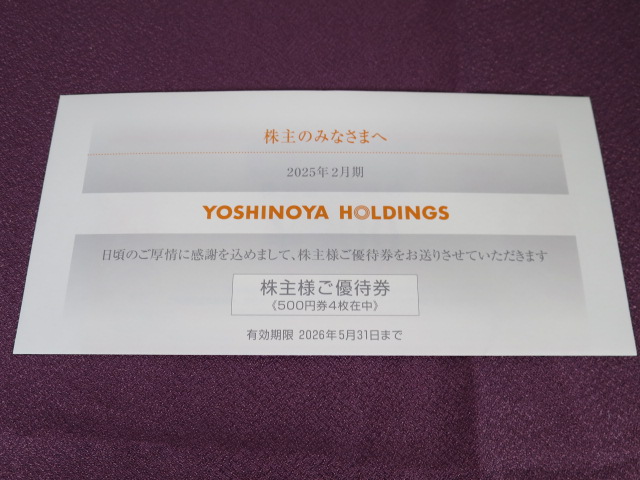 株主のみなさまへ
2025年2月期
YOSHINOYA HOLDINGS
日頃のご厚情に感謝を込めまして、株主様ご優待券をお送りさせていただきます
株主様ご優待券
《500円券4枚在中》
有効期限 2026年5月31日まで